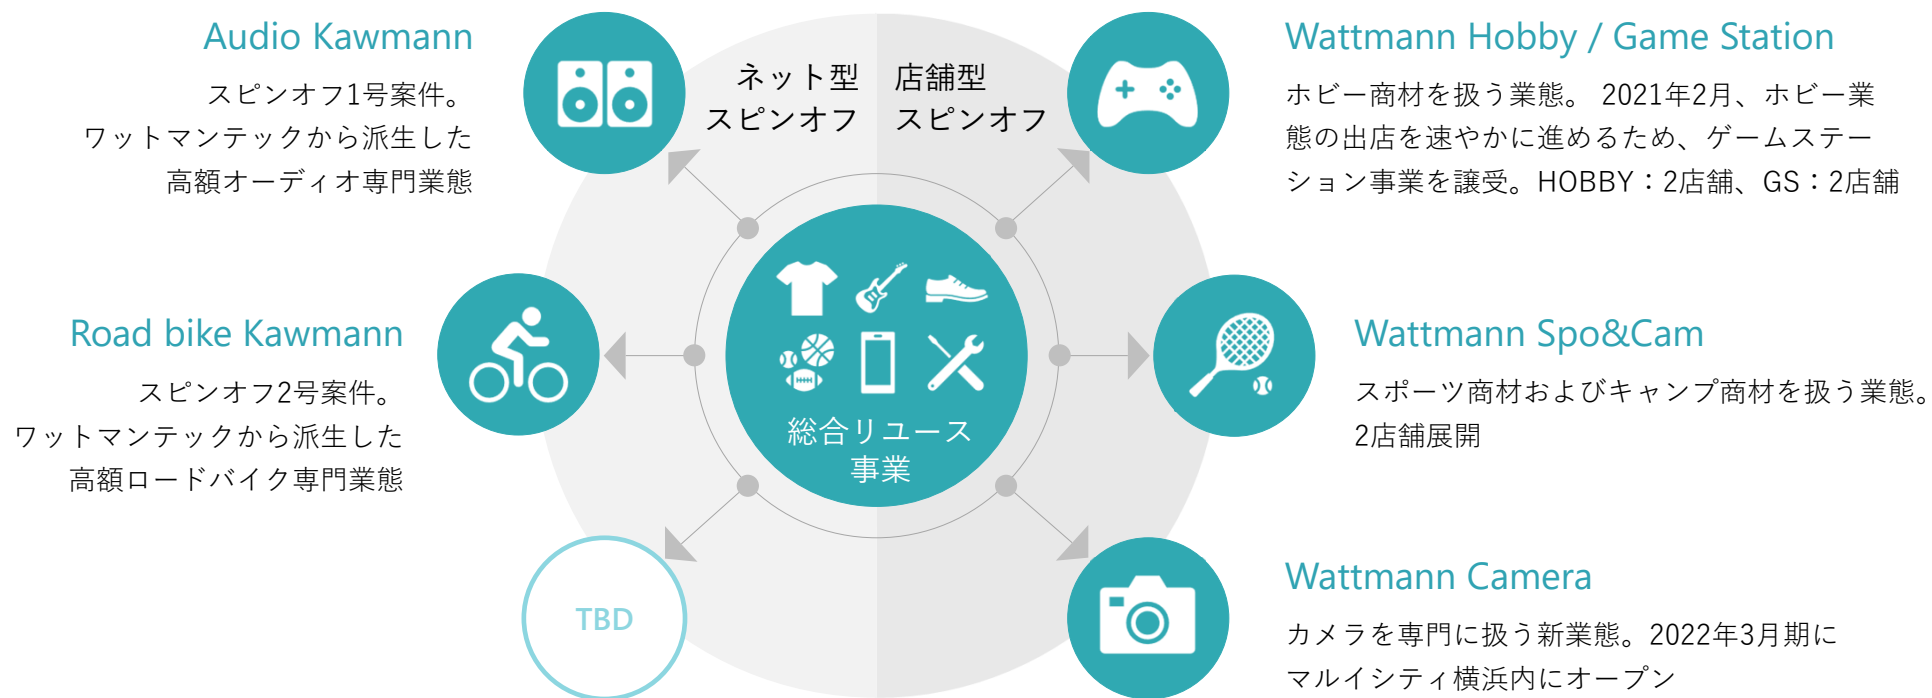 Audio Kawmann
スピンオフ1号案件。
ワットマンテックから派生した
高額オーディオ専門業態
Road bike Kawmann
スピンオフ2号案件。
ワットマンテックから派生した
高額ロードバイク専門業態
TBD
ネット型
スピンオフ
店舗型
スピンオフ
総合リユース
事業
Wattmann Hobby / Game Station
ホビー商材を扱う業態。 2021年2月、ホビー業
態の出店を速やかに進めるため、ゲームステー
ション事業を譲受。HOBBY：2店舗、GS：2店舗
Wattmann Spo&Cam
スポーツ商材およびキャンプ商材を扱う業態。
2店舗展開
Wattmann Camera
カメラを専門に扱う新業態。2022年3月期に
マルイシティ横浜内にオープン